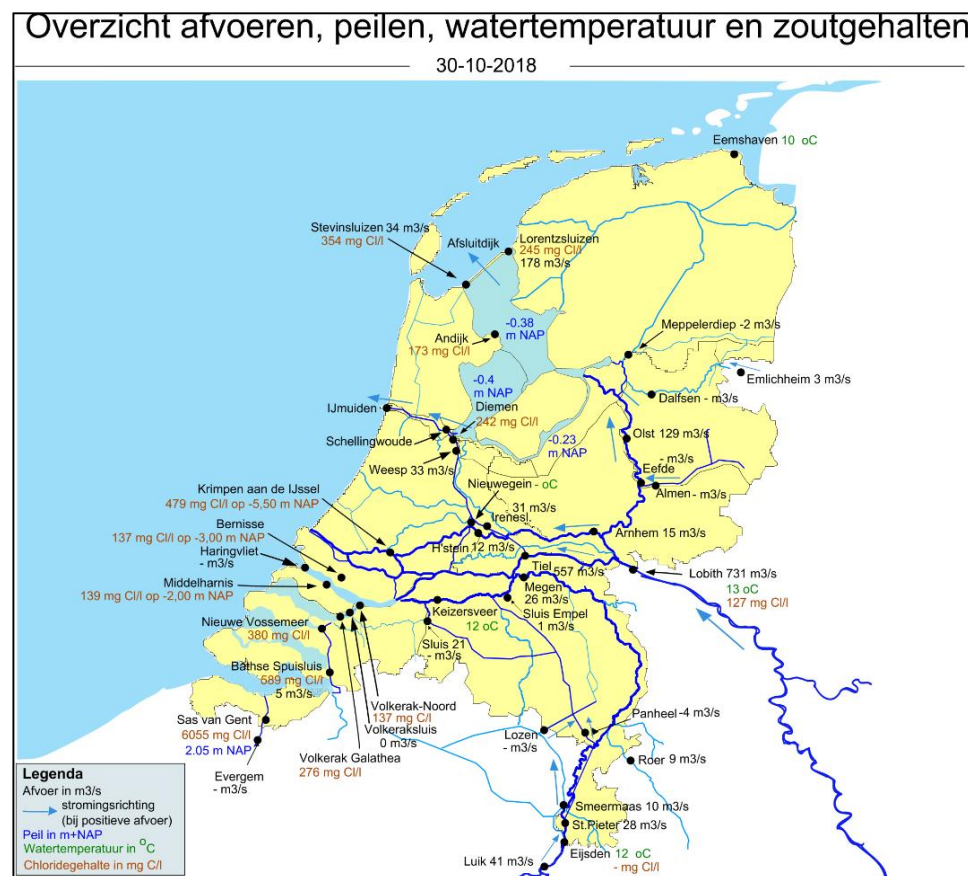 Overzicht afvoeren, peilen, watertemperatuur en zoutgehalten
30-10-2018
Eemshaven 10 oC
Stevinsluizen 34 m3/s
354 mg Cl/l
Afsluitdijk
Lorentzsluizen
245 mg Cl/l
178 m3/s
-0.38
m NAP
Andijk
173 mg Cl/l
Meppelerdiep -2 m3/s
Emlichheim 3 m3/s
-0.4
m NAP
Dalfsen - m3/s
IJmuiden
Diemen
242 mg Cl/l
Schellingwoude
-0.23
m NAP
Olst 129 m3/s
- m3/s
Weesp 33 m3/s
Eefde
Almen - m3/s
Nieuwegein - oC
Krimpen aan de IJssel
479 mg Cl/l op -5,50 m NAP
31 m3/s
Irenesl.
Bernisse
137 mg Cl/l op -3,00 m NAP
H'stein 12 m3/s
Arnhem 15 m3/s
Haringvliet
- m3/s
Tiel 557 m3/s
Lobith 731 m3/s
13 oC
127 mg Cl/l
Middelharnis
139 mg Cl/l op -2,00 m NAP
Megen
26 m3/s
Keizersveer
12 oC
Sluis Empel
1 m3/s
Nieuwe Vossemeer
380 mg Cl/l
Sluis 21
- m3/s
Bathse Spuisluis
589 mg Cl/l
5 m3/s
Volkerak-Noord
137 mg C/l
Volkeraksluis
0 m3/s
Volkerak Galathea
276 mg Cl/l
Sas van Gent
6055 mg Cl/l
2.05 m NAP
Evergem
- m3/s
Lozen
- m3/s
Panheel -4 m3/s
Roer 9 m3/s
Smeermaas 10 m3/s
St.Pieter 28 m3/s
Eijsden 12 oC
- mg Cl/l
Luik 41 m3/s
Legenda
Afvoer in m3/s
stromingsrichting
(bij positieve afvoer)
Peil in m+NAP
Watertemperatuur in °C
Chloridegehalte in mg C/l